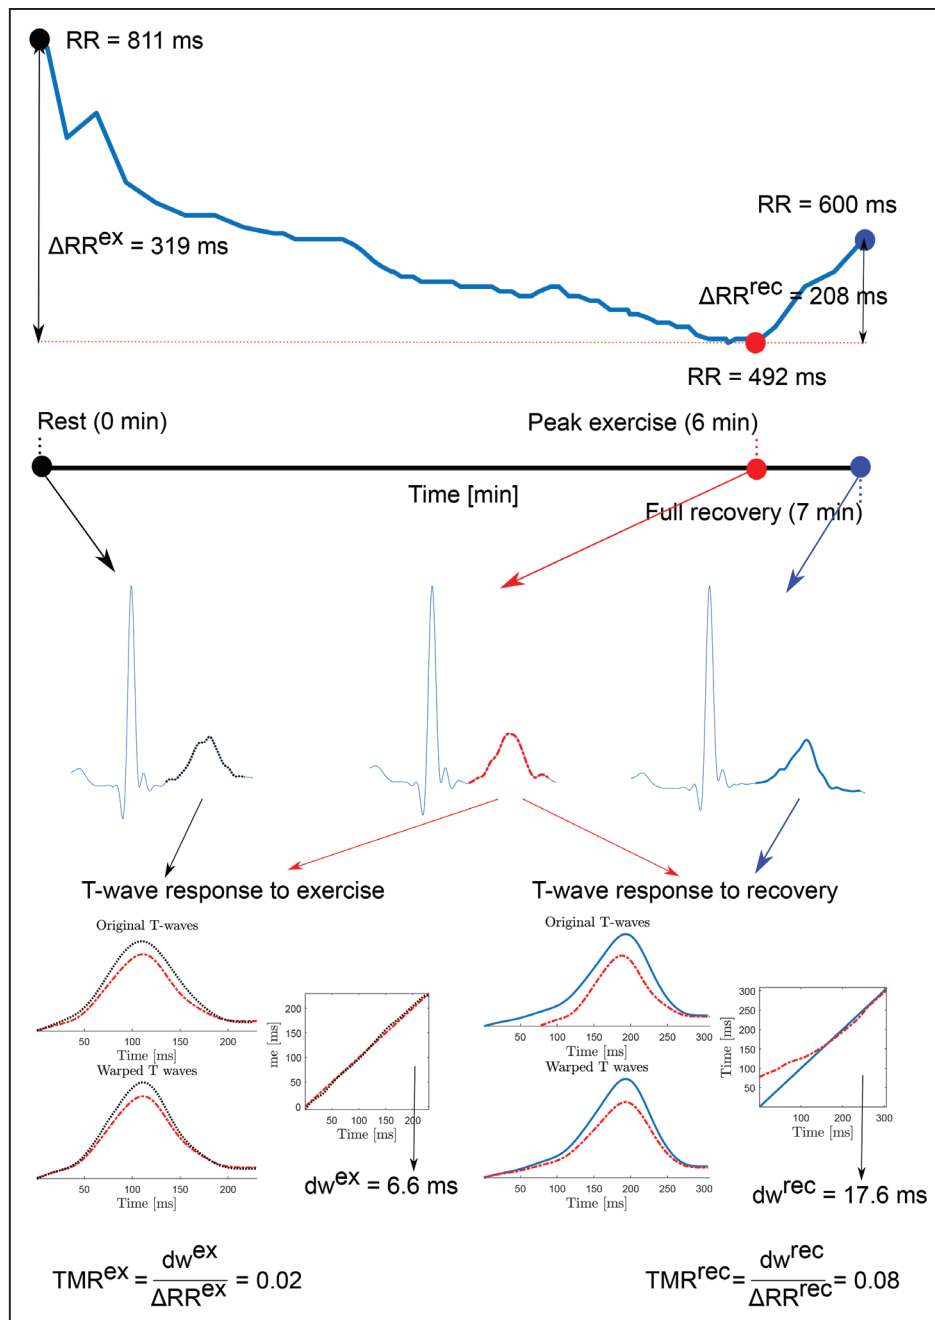 RR = 811 ms
RR = 600 ms
ΔRR^ex = 319 ms
ΔRR^rec = 208 ms
RR = 492 ms
Rest (0 min)
Peak exercise (6 min)
Time [min]
Full recovery (7 min)
T-wave response to exercise
T-wave response to recovery
Original T-waves
50 100 150 200
Time [ms]
Warped T waves
50 100 150 200
Time [ms]
me [ms]
200
150
100
50
0
50 100 150 200
Time [ms]
dw^ex = 6.6 ms
Original T-waves
50 100 150 200 250 300
Time [ms]
Warped T waves
50 100 150 200 250 300
Time [ms]
Time [ms]
300
250
200
150
100
50
100 200 300
Time [ms]
dw^rec = 17.6 ms
TMR^ex = dw^ex / ΔRR^ex = 0.02
TMR^rec = dw^rec / ΔRR^rec = 0.08